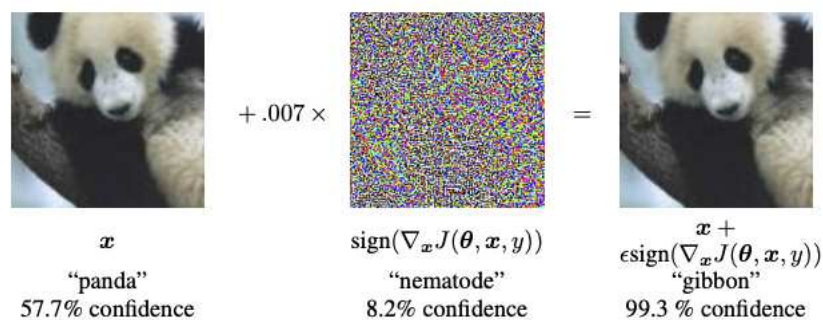 + .007 × =
x sign(∇ₓJ(θ, x, y)) x +
ϵsign(∇ₓJ(θ, x, y))
“panda” “nematode” “gibbon”
57.7% confidence 8.2% confidence 99.3 % confidence